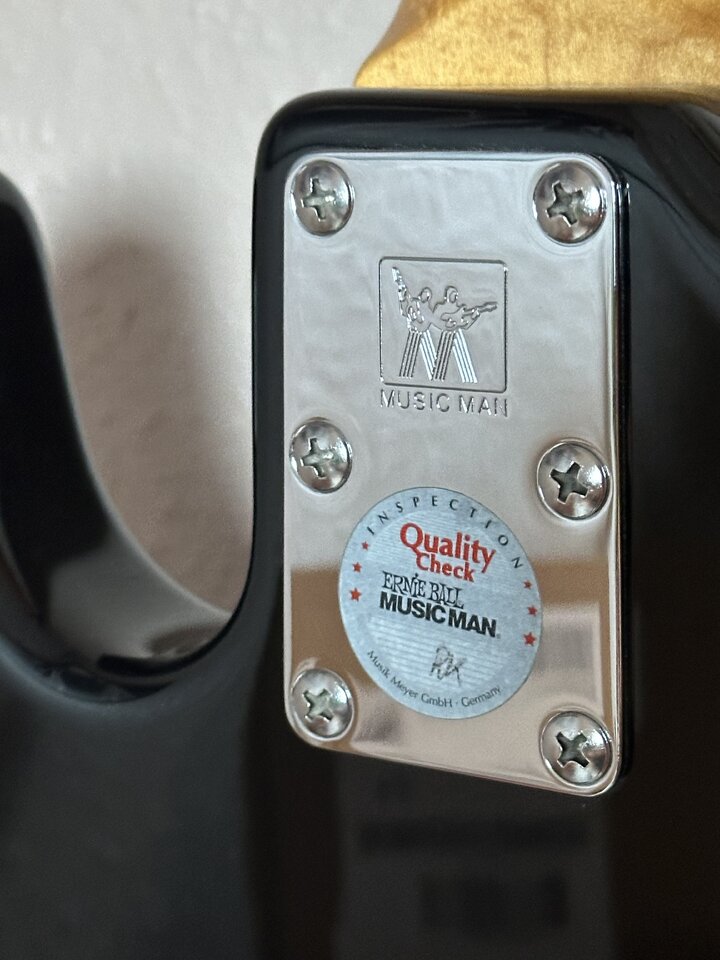 MUSIC MAN
INSPECTION
Quality
Check
ERNIE BALL
MUSIC MAN
Musik Meyer GmbH · Germany